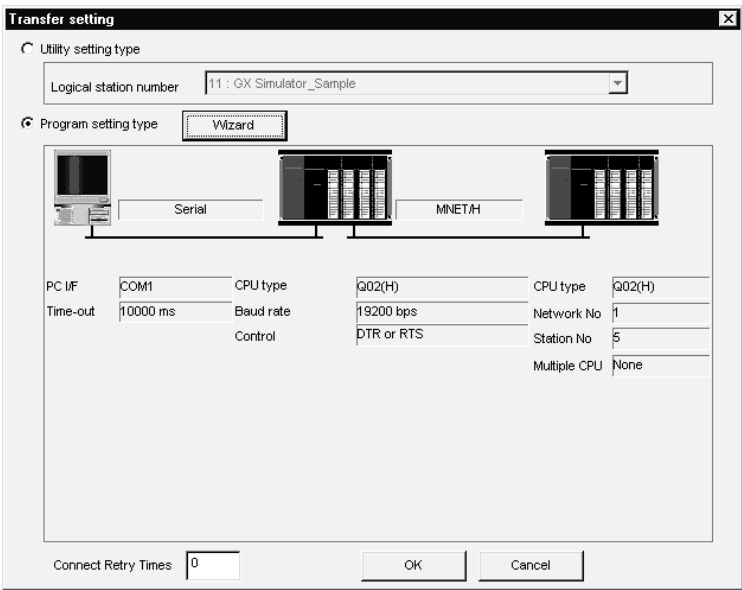 Transfer setting
Utility setting type
Logical station number 11 : GX Simulator_Sample
Program setting type Wizard
Serial MNET/H
PC I/F COM1 CPU type Q02(H) CPU type Q02(H)
Time-out 10000 ms Baud rate 19200 bps Network No 1
Control DTR or RTS Station No 5
Multiple CPU None
Connect Retry Times 0 OK Cancel